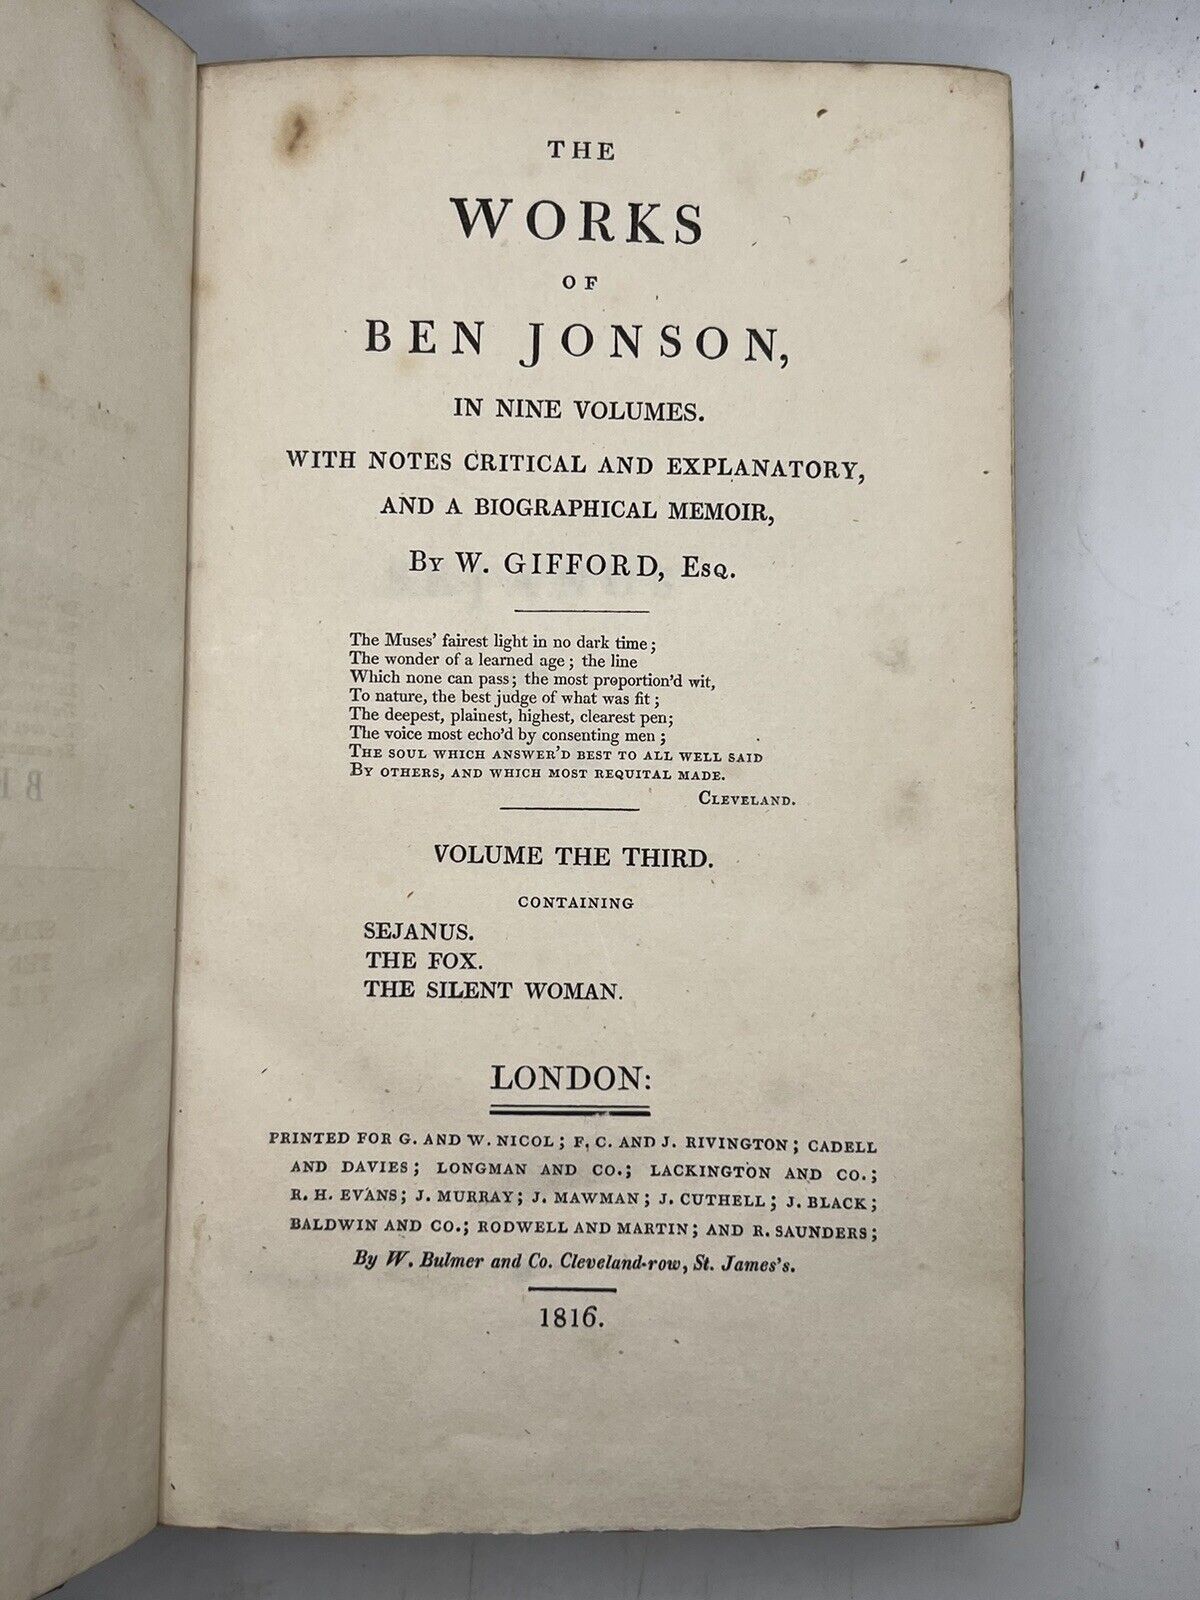 THE
WORKS
OF
BEN JONSON,
IN NINE VOLUMES.
WITH NOTES CRITICAL AND EXPLANATORY,
AND A BIOGRAPHICAL MEMOIR,
By W. GIFFORD, Esq.
The Muses' fairest light in no dark time;
The wonder of a learned age; the line
Which none can pass; the most proportion'd wit,
To nature, the best judge of what was fit;
The deepest, plainest, highest, clearest pen;
The voice most echo'd by consenting men;
The soul which answer'd best to all well said
By others, and which most requital made.
Cleveland.
VOLUME THE THIRD.
CONTAINING
SEJANUS.
THE FOX.
THE SILENT WOMAN.
LONDON:
PRINTED FOR G. AND W. NICOL; F. C. AND J. RIVINGTON; CADELL
AND DAVIES; LONGMAN AND CO.; LACKINGTON AND CO.;
R. H. EVANS; J. MURRAY; J. MAWMAN; J. CUTHELL; J. BLACK;
BALDWIN AND CO.; RODWELL AND MARTIN; AND R. SAUNDERS;
By W. Bulmer and Co. Cleveland-row, St. James's.
1816.